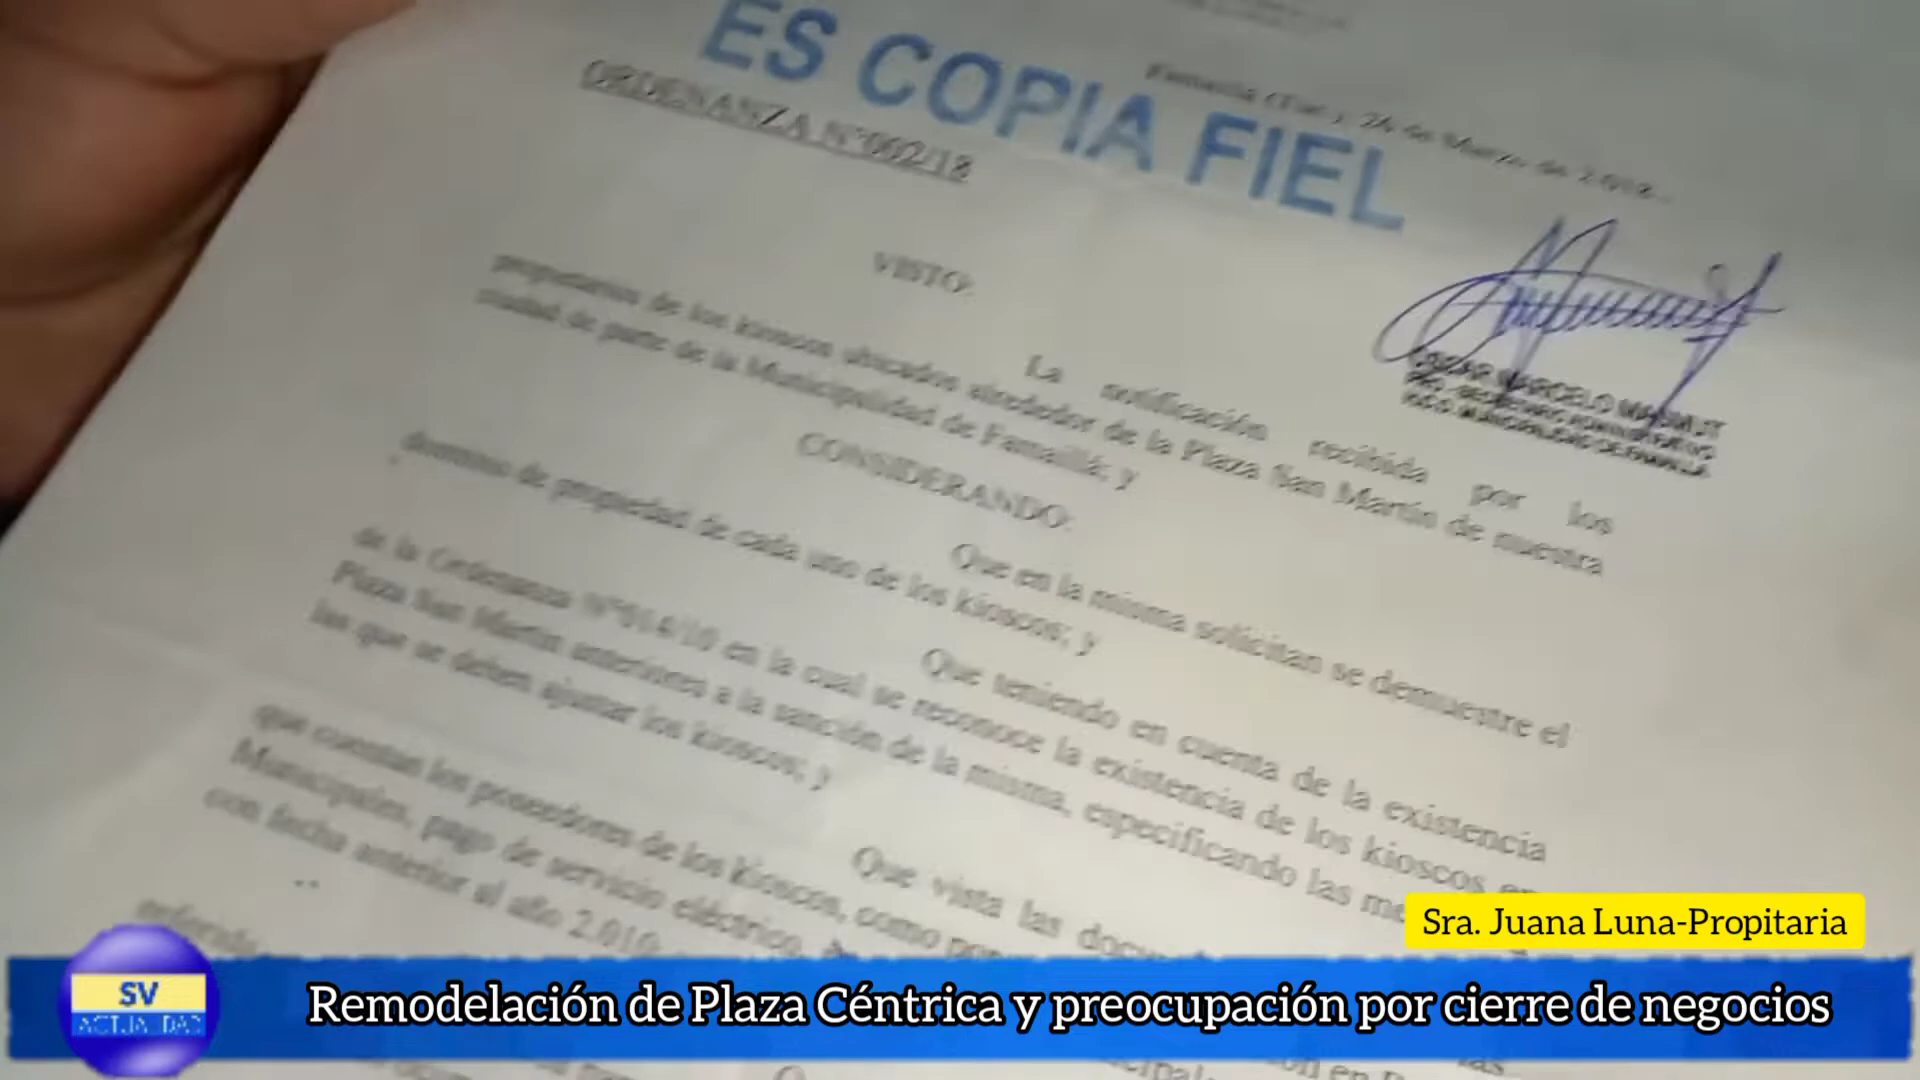 ES COPIA FIEL
Famaillá (Tuc.), 26 de Marzo de 2.018.-
ORDENANZA N°002/18
VISTO:
La notificación recibida por los
propietarios de los kioscos ubicados alrededor de la Plaza San Martín de nuestra
ciudad de parte de la Municipalidad de Famaillá; y
CONSIDERANDO:
Que en la misma solicitan se demuestre el
dominio de propiedad de cada uno de los kioscos; y
Que teniendo en cuenta de la existencia
de la Ordenanza N°014/10 en la cual se reconoce la existencia de los kioscos en
Plaza San Martín anteriores a la sanción de la misma, especificando las
las que se deben ajustar los kioscos; y
Que vista las
que cuentan los poseedores de los kioscos, como
Municipales, pago de servicio eléctrico,
con fecha anterior al año 2.010;
Sra. Juana Luna-Propitaria
SV
ACTUALIDAD
Remodelación de Plaza Céntrica y preocupación por cierre de negocios
las